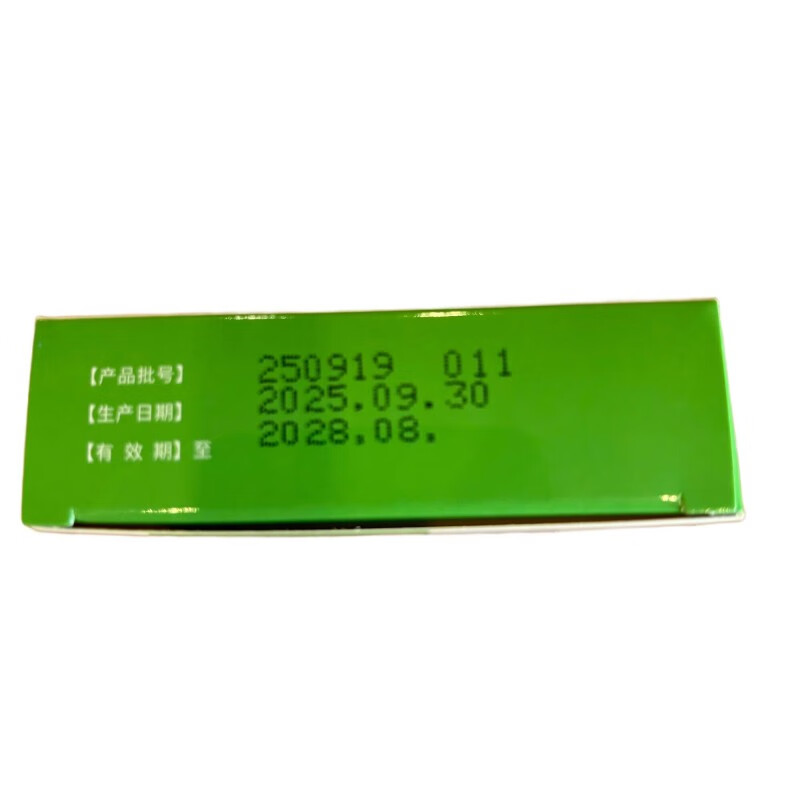 【产品批号】 250919 011
【生产日期】 2025.09.30
【有 效 期】至 2028.08.